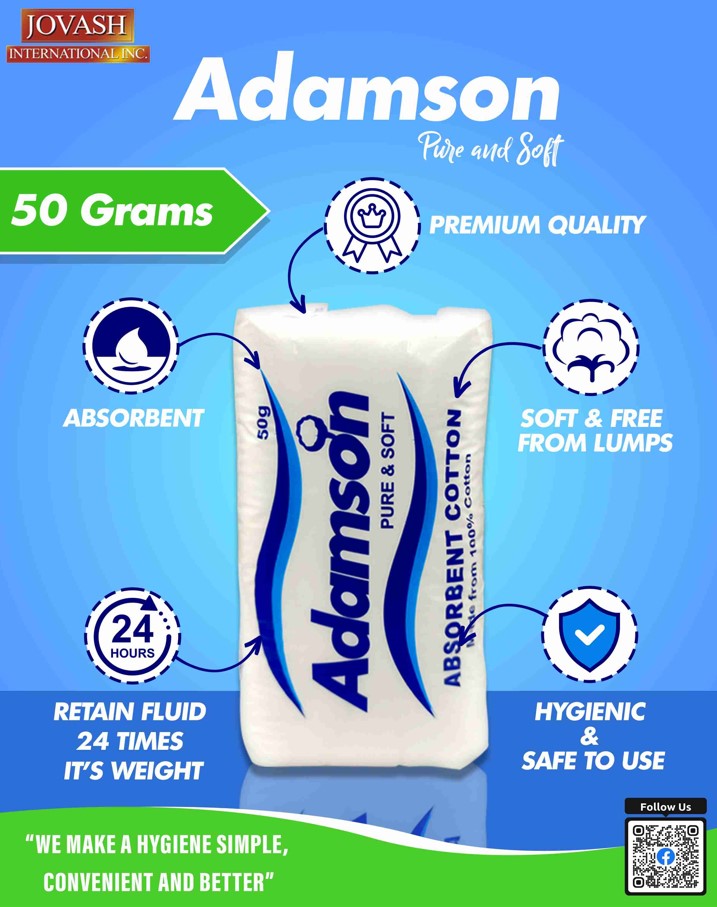 JOVASH
INTERNATIONAL INC.
Adamson
Pure and Soft
50 Grams
PREMIUM QUALITY
ABSORBENT
SOFT & FREE
FROM LUMPS
50g
Adamson
PURE & SOFT
ABSORBENT COTTON
Made from 100% Cotton
24
HOURS
RETAIN FLUID
24 TIMES
IT'S WEIGHT
HYGIENIC
&
SAFE TO USE
"WE MAKE A HYGIENE SIMPLE,
CONVENIENT AND BETTER"
Follow Us